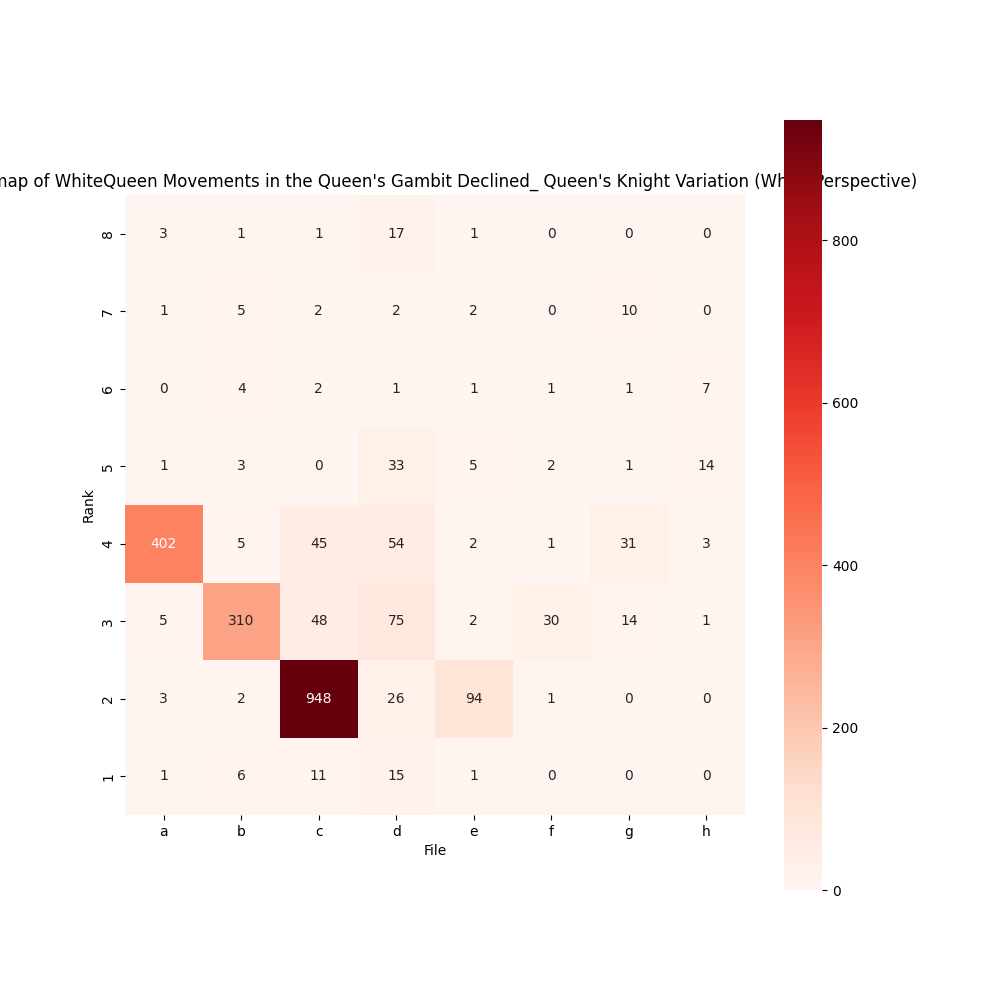 map of WhiteQueen Movements in the Queen's Gambit Declined_ Queen's Knight Variation (Wh Perspective)
8 3 1 1 17 1 0 0 0
7 1 5 2 2 2 0 10 0
6 0 4 2 1 1 1 1 7
5 1 3 0 33 5 2 1 14
4 402 5 45 54 2 1 31 3
3 5 310 48 75 2 30 14 1
2 3 2 948 26 94 1 0 0
1 1 6 11 15 1 0 0 0
a b c d e f g h
File
Rank
800
600
400
200
0